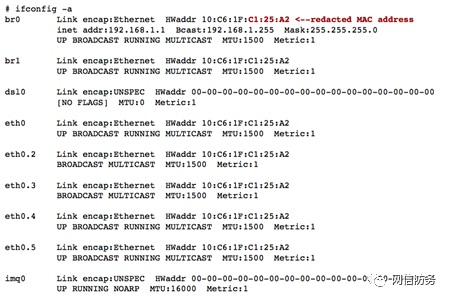 # ifconfig -a
br0 Link encap:Ethernet HWaddr 10:C6:1F:C1:25:A2 <--redacted MAC address
inet addr:192.168.1.1 Bcast:192.168.1.255 Mask:255.255.255.0
UP BROADCAST RUNNING MULTICAST MTU:1500 Metric:1
br1 Link encap:Ethernet HWaddr 10:C6:1F:C1:25:A2
UP BROADCAST RUNNING MULTICAST MTU:1500 Metric:1
dsl0 Link encap:UNSPEC HWaddr 00-00-00-00-00-00-00-00-00-00-00-00-00-00-00-00
[NO FLAGS] MTU:0 Metric:1
eth0 Link encap:Ethernet HWaddr 10:C6:1F:C1:25:A2
UP BROADCAST RUNNING MULTICAST MTU:1500 Metric:1
eth0.2 Link encap:Ethernet HWaddr 10:C6:1F:C1:25:A2
BROADCAST MULTICAST MTU:1500 Metric:1
eth0.3 Link encap:Ethernet HWaddr 10:C6:1F:C1:25:A2
BROADCAST MULTICAST MTU:1500 Metric:1
eth0.4 Link encap:Ethernet HWaddr 10:C6:1F:C1:25:A2
UP BROADCAST RUNNING MULTICAST MTU:1500 Metric:1
eth0.5 Link encap:Ethernet HWaddr 10:C6:1F:C1:25:A2
UP BROADCAST RUNNING MULTICAST MTU:1500 Metric:1
imq0 Link encap:UNSPEC HWaddr 00-00-00-00-00-00-00-00-00-00-00-00-00-00-00-00
UP RUNNING NOARP MTU:16000 Metric:1
网信防务